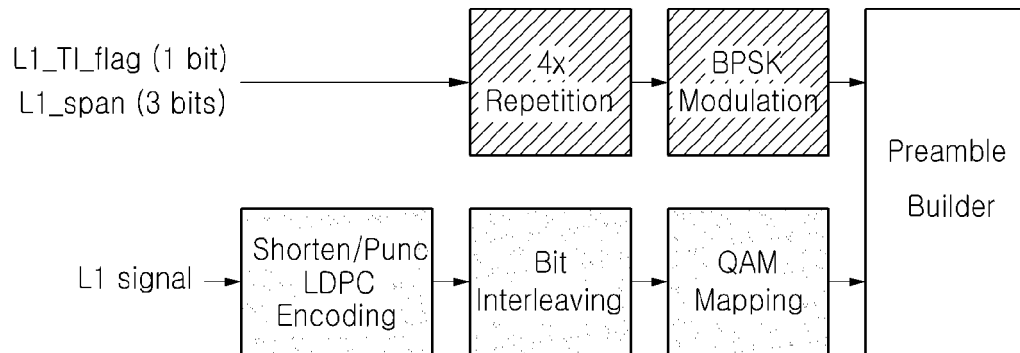 L1_TI_flag (1 bit)
L1_span (3 bits)
4x
Repetition
BPSK
Modulation
Preamble
Builder
L1 signal
Shorten/Punc
LDPC
Encoding
Bit
Interleaving
QAM
Mapping